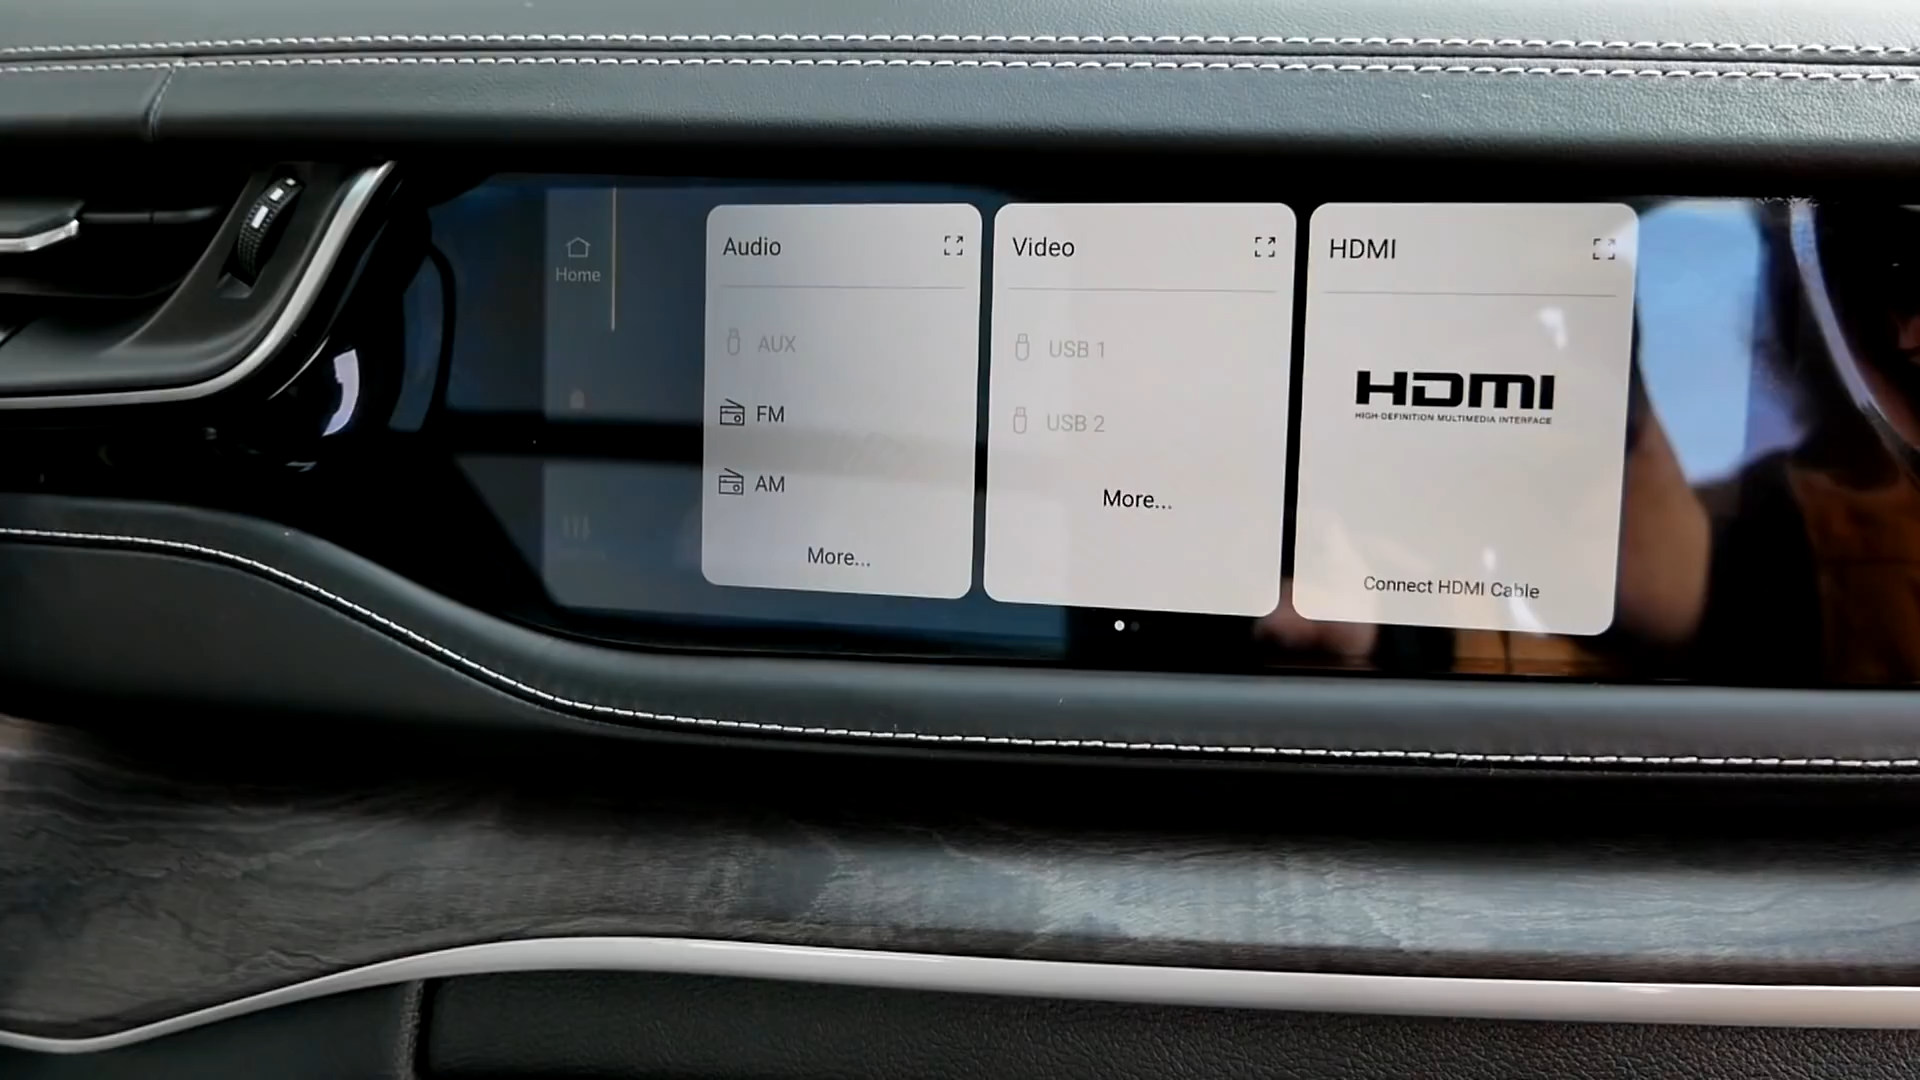 Home
Audio
AUX
FM
AM
More...
Video
USB 1
USB 2
More...
HDMI
HDMI
HIGH-DEFINITION MULTIMEDIA INTERFACE
Connect HDMI Cable